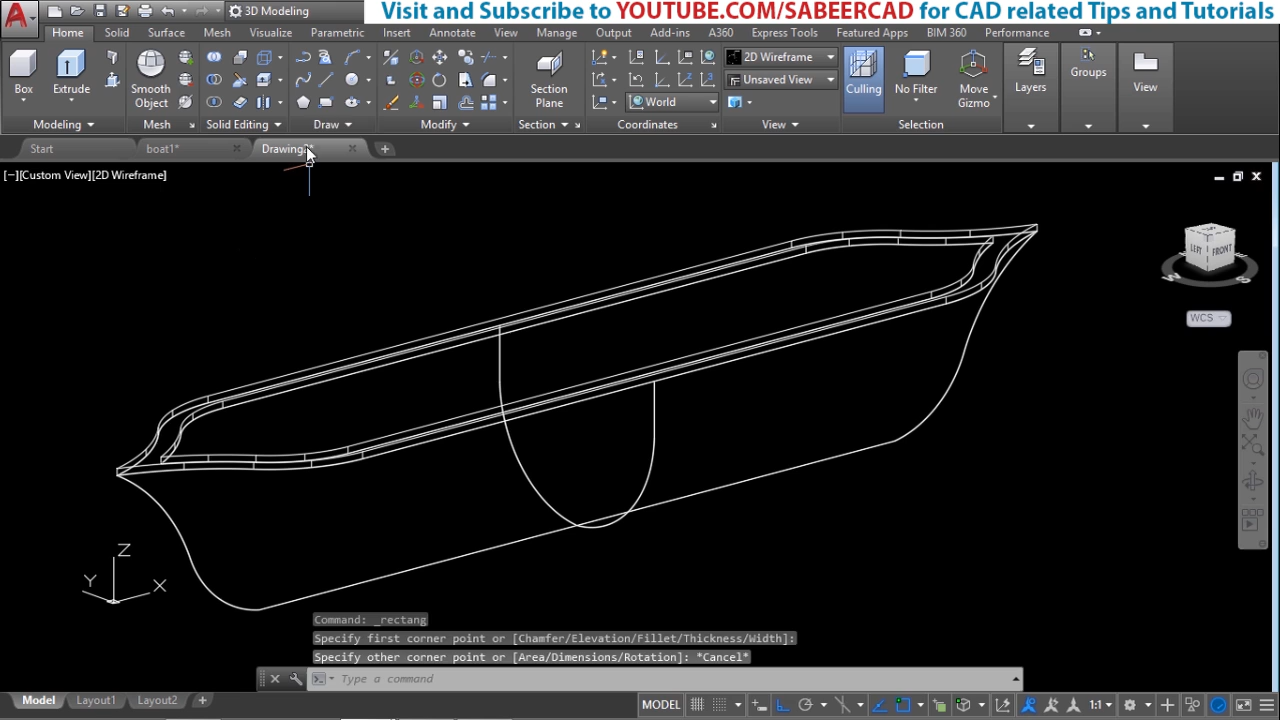 Visit and Subscribe to YOUTUBE.COM/SABEERCAD for CAD related Tips and Tutorials
3D Modeling
Home Solid Surface Mesh Visualize Parametric Insert Annotate View Manage Output Add-ins A360 Express Tools Featured Apps BIM 360 Performance
Box Extrude Smooth Object Section Plane 2D Wireframe Unsaved View World Culling No Filter Move Gizmo Layers Groups View
Modeling Mesh Solid Editing Draw Modify Section Coordinates View Selection
Start boat1* Drawing
[−][Custom View][2D Wireframe]
LEFT FRONT
W S
WCS
Z
Y X
Command: _rectang
Specify first corner point or [Chamfer/Elevation/Fillet/Thickness/Width]:
Specify other corner point or [Area/Dimensions/Rotation]: *Cancel*
Type a command
Model Layout1 Layout2 + MODEL 1:1